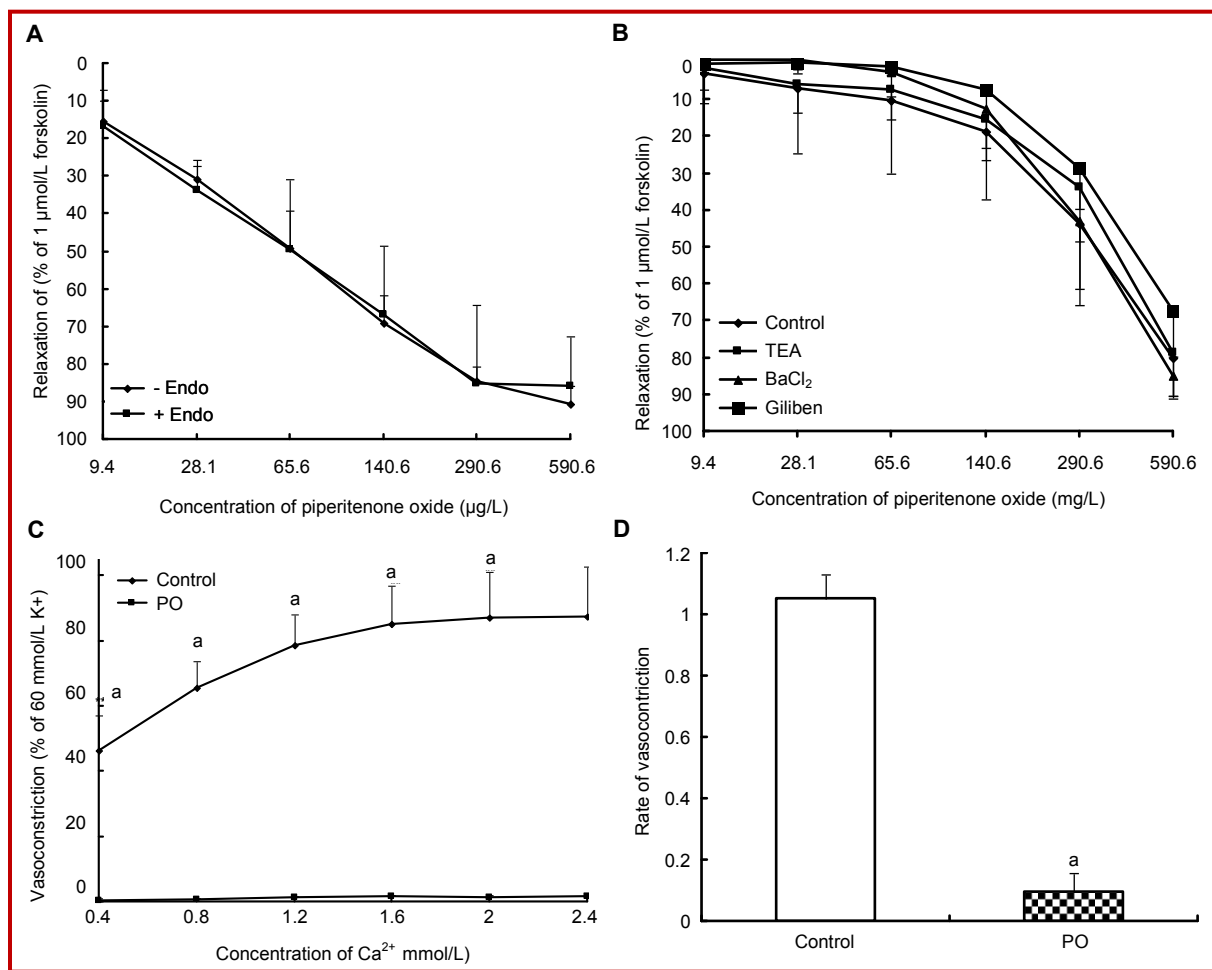 A
Relaxation of (% of 1 µmol/L forskolin)
0
10
20
30
40
50
60
70
80
90
100
- Endo
+ Endo
9.4 28.1 65.6 140.6 290.6 590.6
Concentration of piperitenone oxide (µg/L)
B
Relaxation (% of 1 µmol/L forskolin)
0
10
20
30
40
50
60
70
80
90
100
Control
TEA
BaCl₂
Giliben
9.4 28.1 65.6 140.6 290.6 590.6
Concentration of piperitenone oxide (mg/L)
C
Vasoconstriction (% of 60 mmol/L K+)
100
80
60
40
20
0
Control
PO
a
a
a
a
a
0.4 0.8 1.2 1.6 2 2.4
Concentration of Ca²⁺ mmol/L)
D
Rate of vasocontriction
1.2
1
0.8
0.6
0.4
0.2
0
a
Control PO